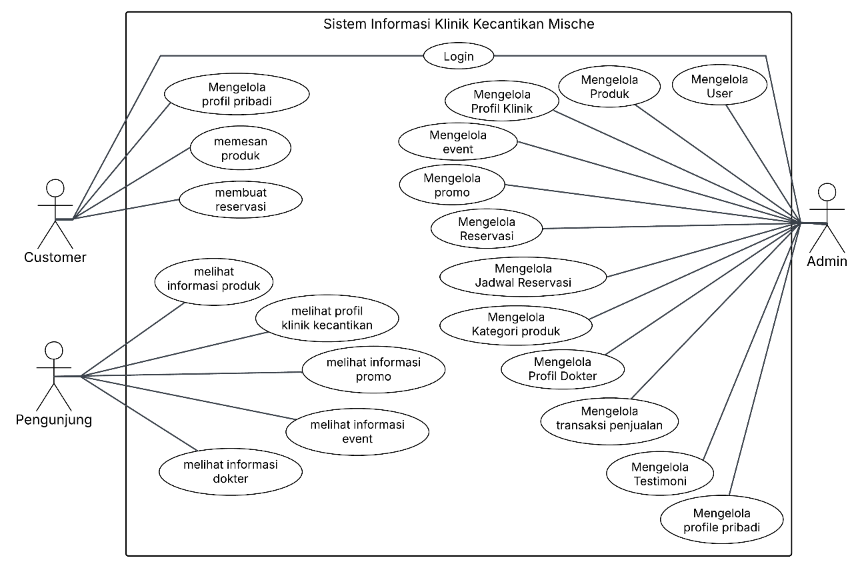 Sistem Informasi Klinik Kecantikan Mische
Login
Mengelola
profil pribadi
memesan
produk
membuat
reservasi
Customer
melihat
informasi produk
melihat profil
klinik kecantikan
melihat informasi
promo
melihat informasi
event
melihat informasi
dokter
Pengunjung
Mengelola
User
Mengelola
Produk
Mengelola
Profil Klinik
Mengelola
event
Mengelola
promo
Mengelola
Reservasi
Mengelola
Jadwal Reservasi
Mengelola
Kategori produk
Mengelola
Profil Dokter
Mengelola
transaksi penjualan
Mengelola
Testimoni
Mengelola
profile pribadi
Admin